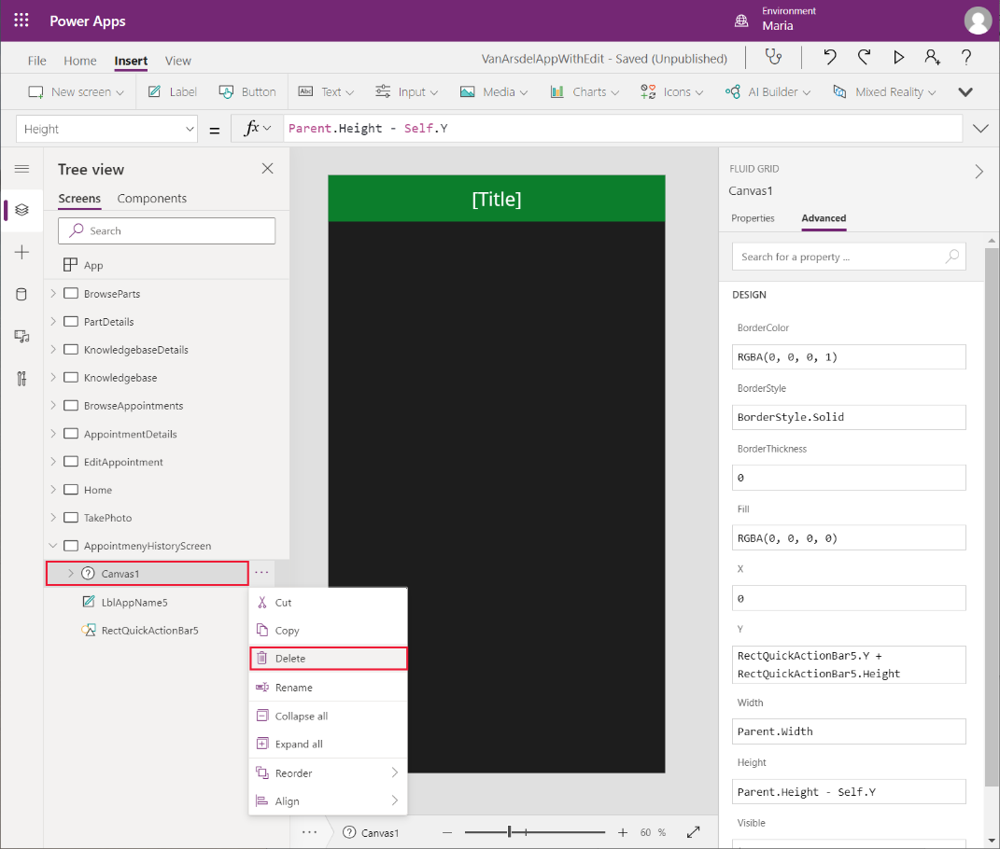 Power Apps
Environment
Maria
File Home Insert View
VanArsdelAppWithEdit - Saved (Unpublished)
New screen Label Button Text Input Media Charts Icons AI Builder Mixed Reality
Height = fx Parent.Height - Self.Y
Tree view
Screens Components
Search
App
BrowseParts
PartDetails
KnowledgebaseDetails
Knowledgebase
BrowseAppointments
AppointmentDetails
EditAppointment
Home
TakePhoto
AppointmenyHistoryScreen
Canvas1
LblAppName5
RectQuickActionBar5
Cut
Copy
Delete
Rename
Collapse all
Expand all
Reorder
Align
[Title]
Canvas1
60 %
FLUID GRID
Canvas1
Properties Advanced
Search for a property ...
DESIGN
BorderColor
RGBA(0, 0, 0, 1)
BorderStyle
BorderStyle.Solid
BorderThickness
0
Fill
RGBA(0, 0, 0, 0)
X
0
Y
RectQuickActionBar5.Y +
RectQuickActionBar5.Height
Width
Parent.Width
Height
Parent.Height - Self.Y
Visible